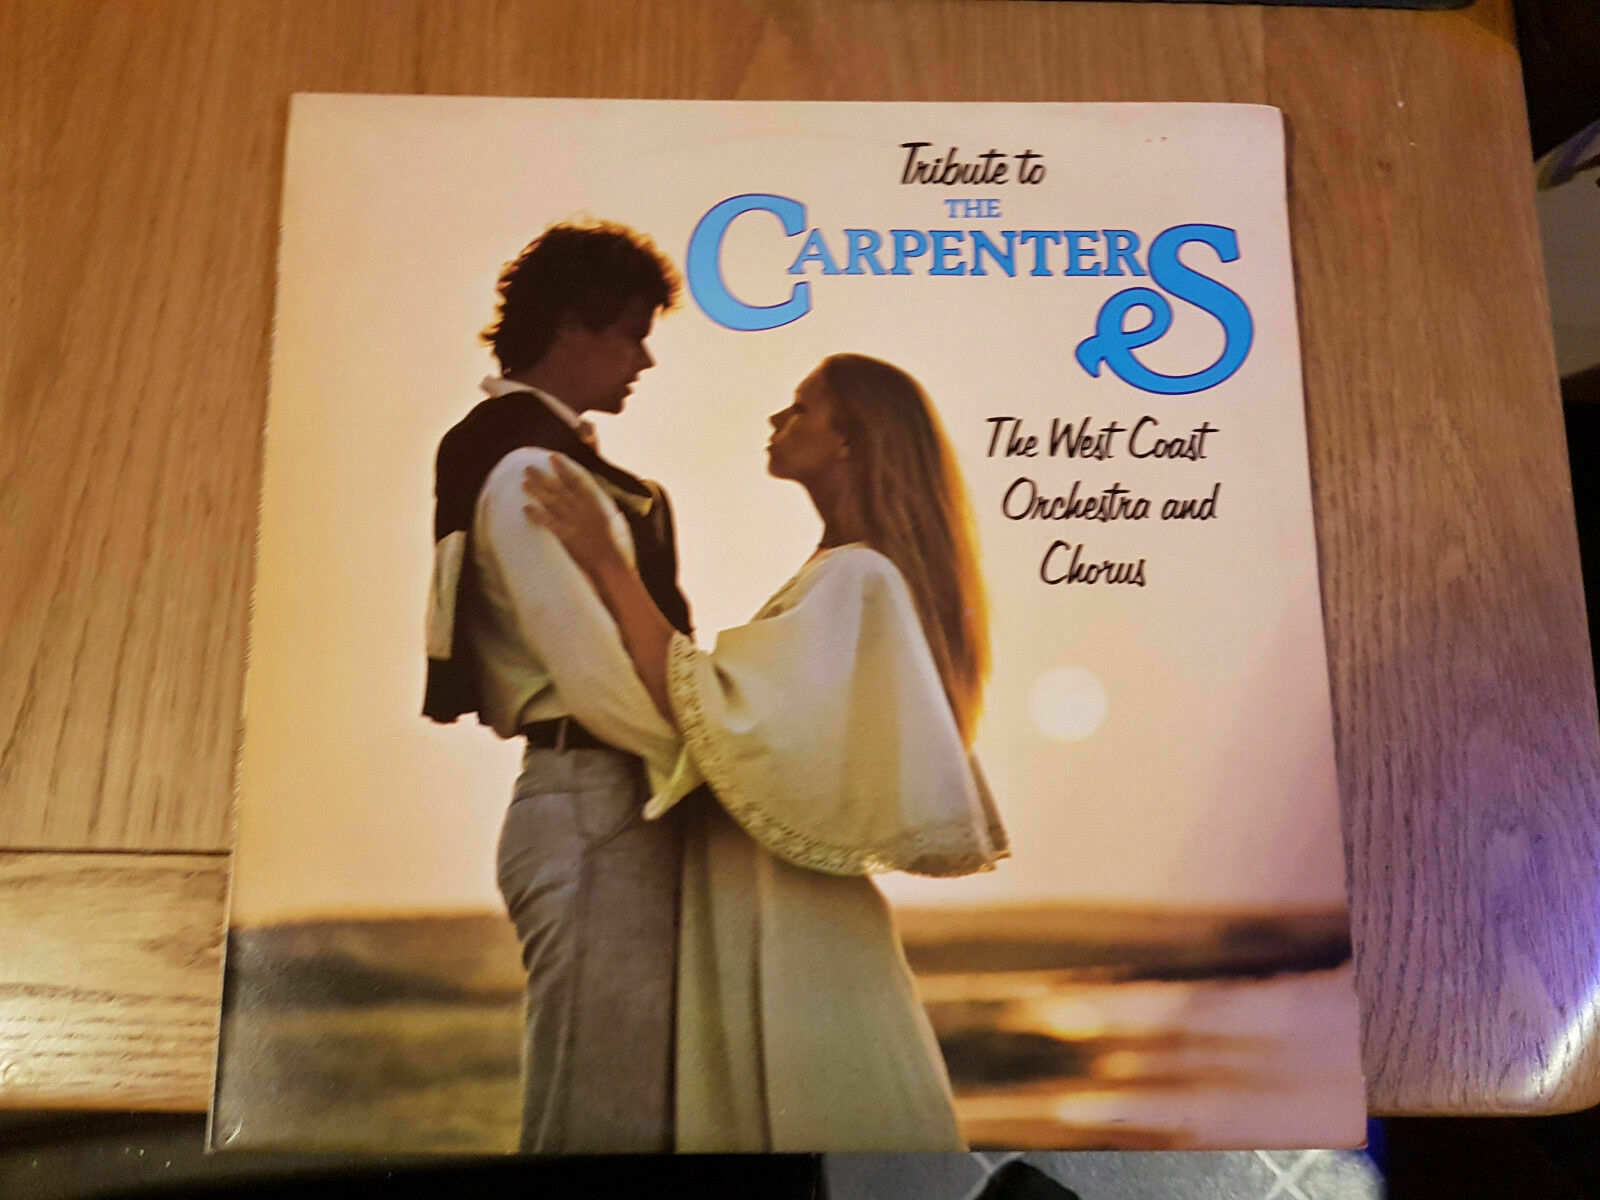 Tribute to
THE
CARPENTERS
The West Coast
Orchestra and
Chorus